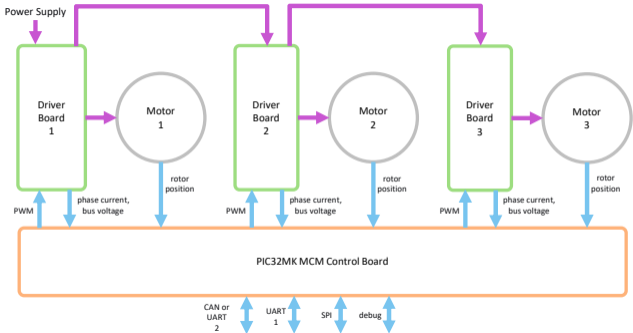 Power Supply
Driver
Board
1
Motor
1
Driver
Board
2
Motor
2
Driver
Board
3
Motor
3
PWM
phase current,
bus voltage
rotor
position
PWM
phase current,
bus voltage
rotor
position
PWM
phase current,
bus voltage
rotor
position
PIC32MK MCM Control Board
CAN or
UART
2
UART
1
SPI
debug